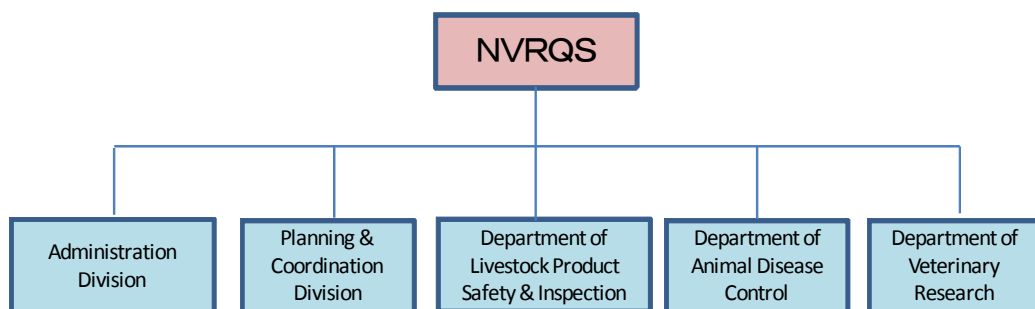 NVRQS
Administration
Division
Planning &
Coordination
Division
Department of
Livestock Product
Safety & Inspection
Department of
Animal Disease
Control
Department of
Veterinary
Research